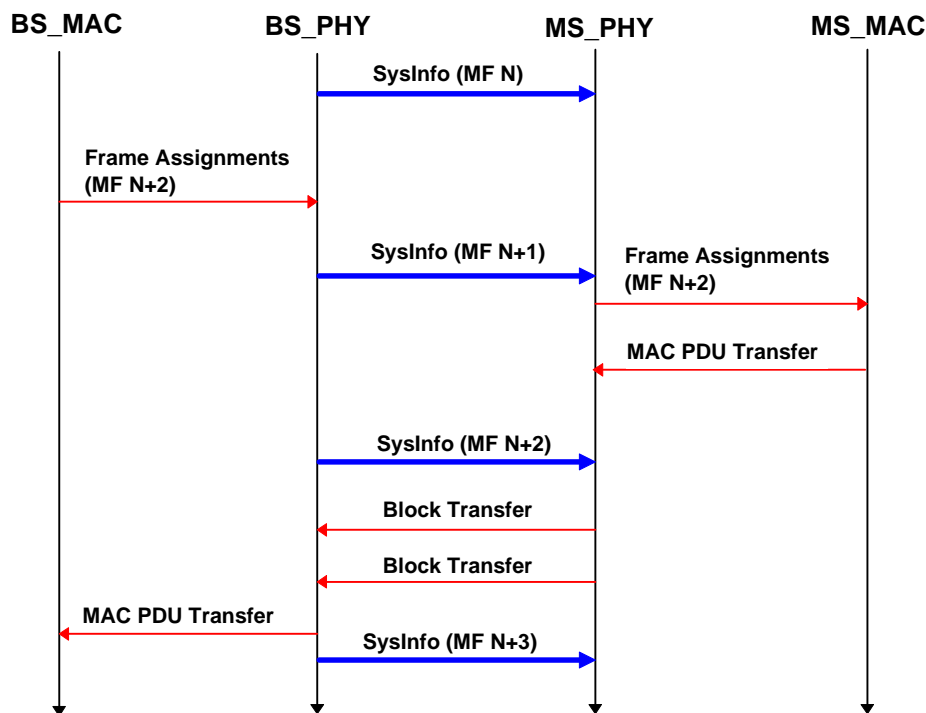 BS_MAC BS_PHY MS_PHY MS_MAC
SysInfo (MF N)
Frame Assignments
(MF N+2)
SysInfo (MF N+1)
Frame Assignments
(MF N+2)
MAC PDU Transfer
SysInfo (MF N+2)
Block Transfer
Block Transfer
MAC PDU Transfer
SysInfo (MF N+3)